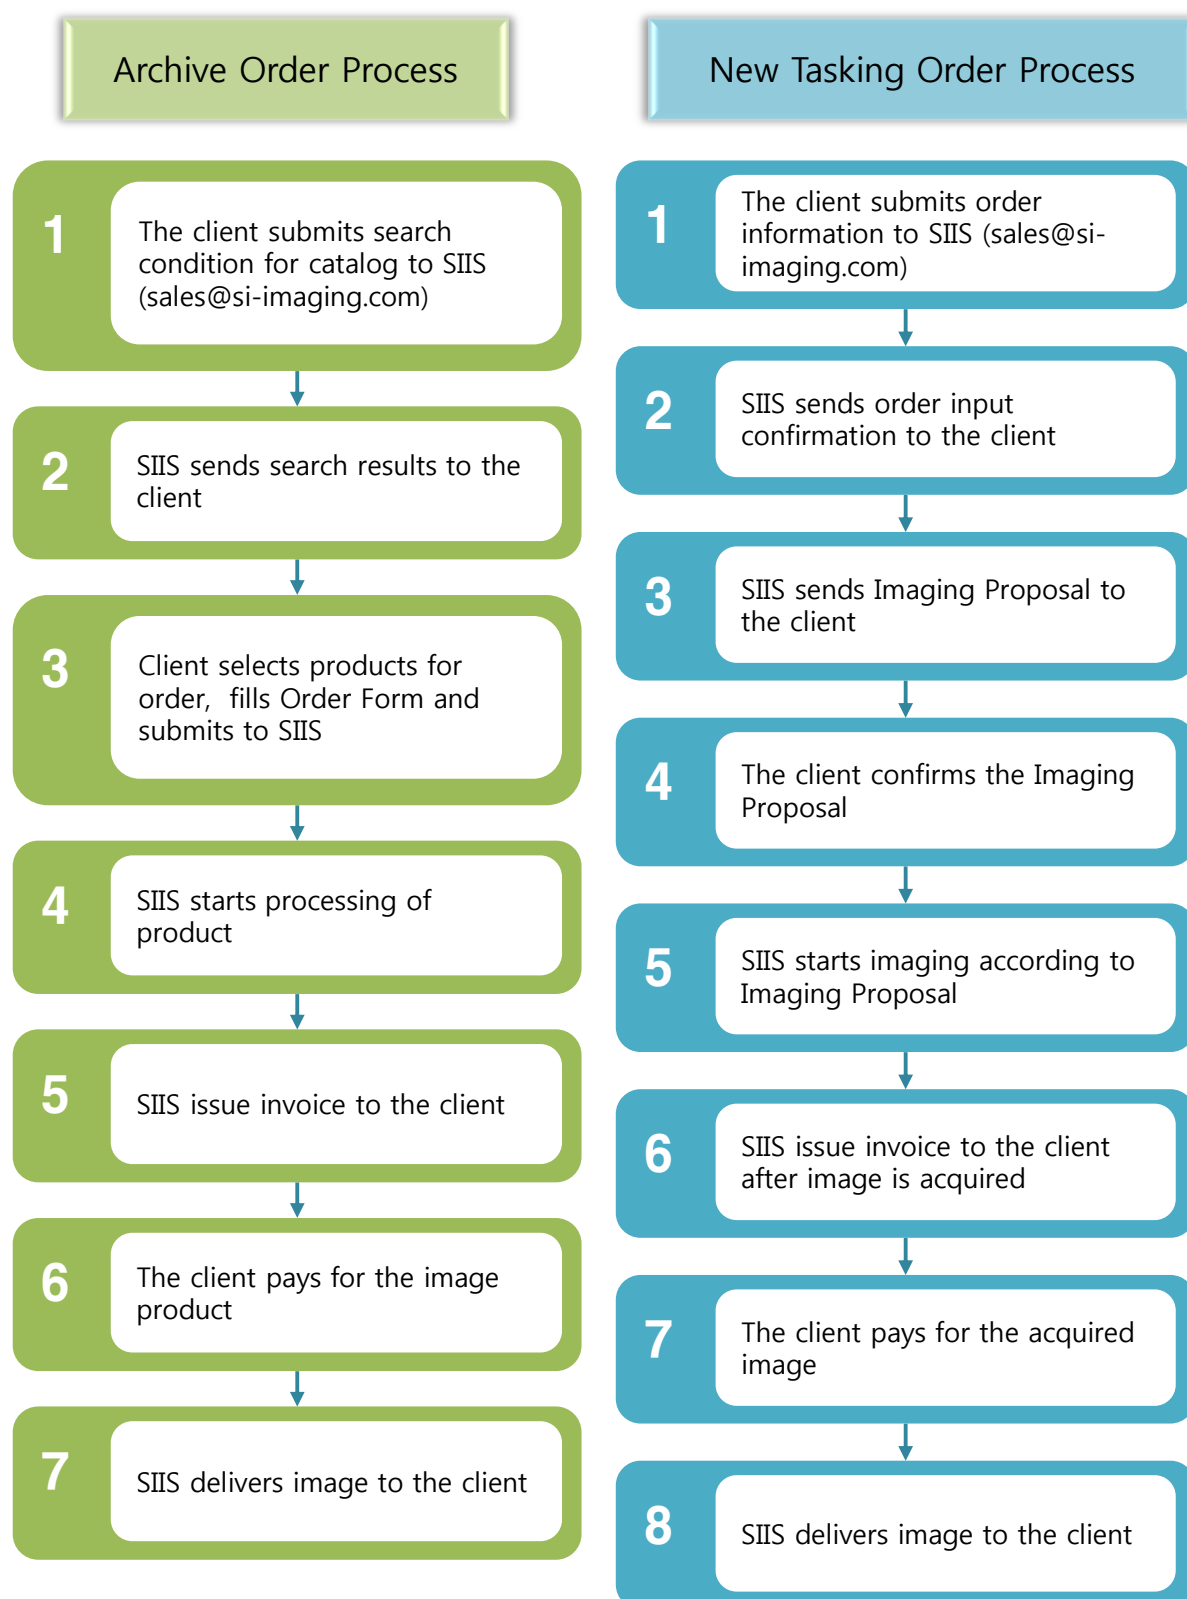 Archive Order Process
1
The client submits search
condition for catalog to SIIS
(sales@si-imaging.com)
2
SIIS sends search results to the
client
3
Client selects products for
order,  fills Order Form and
submits to SIIS
4
SIIS starts processing of
product
5
SIIS issue invoice to the client
6
The client pays for the image
product
7
SIIS delivers image to the client
New Tasking Order Process
1
The client submits order
information to SIIS (sales@si-
imaging.com)
2
SIIS sends order input
confirmation to the client
3
SIIS sends Imaging Proposal to
the client
4
The client confirms the Imaging
Proposal
5
SIIS starts imaging according to
Imaging Proposal
6
SIIS issue invoice to the client
after image is acquired
7
The client pays for the acquired
image
8
SIIS delivers image to the client